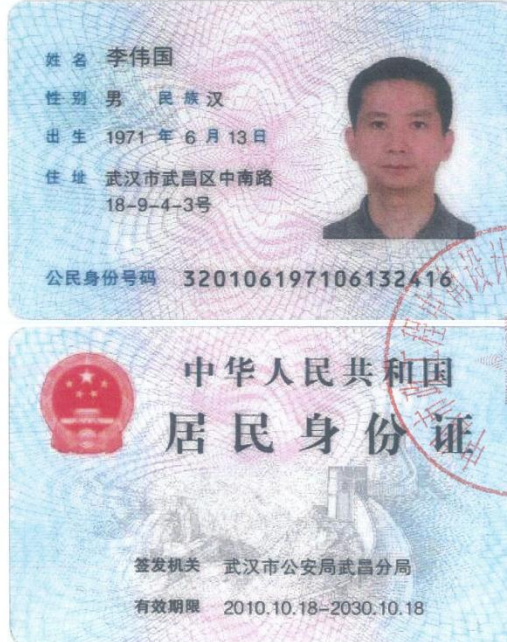 姓名 李伟国
性别 男 民族 汉
出生 1971 年 6 月 13 日
住址 武汉市武昌区中南路
18-9-4-3号
公民身份号码 320106197106132416
中华人民共和国
居民身份证
签发机关 武汉市公安局武昌分局
有效期限 2010.10.18-2030.10.18